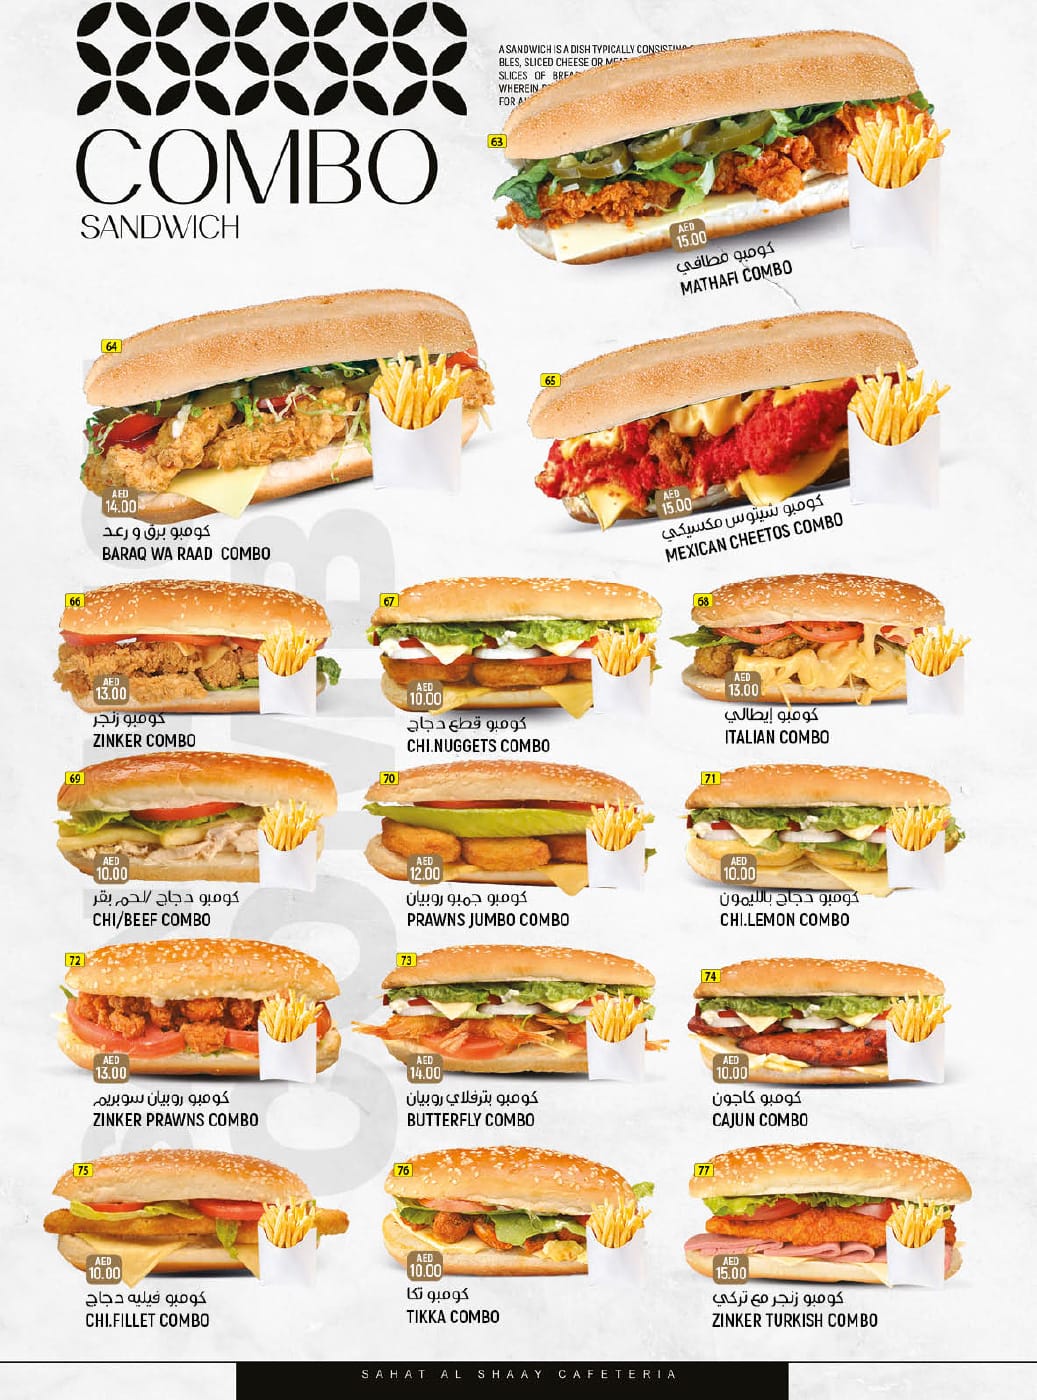 COMBO
SANDWICH
A SANDWICH IS A DISH TYPICALLY CONSISTING
BLES, SLICED CHEESE OR
SLICES OF
WHEREIN
FOR
63
AED
15.00
كومبو مطافي
MATHAFI COMBO
64
AED
14.00
كومبو برق و رعد
BARAQ WA RAAD COMBO
65
AED
15.00
كومبو شيتوس مكسيكي
MEXICAN CHEETOS COMBO
66
AED
13.00
كومبو زنجر
ZINKER COMBO
67
AED
10.00
كومبو قطع دجاج
CHI.NUGGETS COMBO
68
AED
13.00
كومبو إيطالي
ITALIAN COMBO
69
AED
10.00
كومبو دجاج /لحم بقر
CHI/BEEF COMBO
70
AED
12.00
كومبو جمبو روبيان
PRAWNS JUMBO COMBO
71
AED
10.00
كومبو دجاج بالليمون
CHI.LEMON COMBO
72
AED
13.00
كومبو روبيان سوبريم
ZINKER PRAWNS COMBO
73
AED
14.00
كومبو بترفلاي روبيان
BUTTERFLY COMBO
74
AED
10.00
كومبو كاجون
CAJUN COMBO
75
AED
10.00
كومبو فيليه دجاج
CHI.FILLET COMBO
76
AED
10.00
كومبو تكا
TIKKA COMBO
77
AED
15.00
كومبو زنجر مع تركي
ZINKER TURKISH COMBO
SAHAT AL SHAAY CAFETERIA